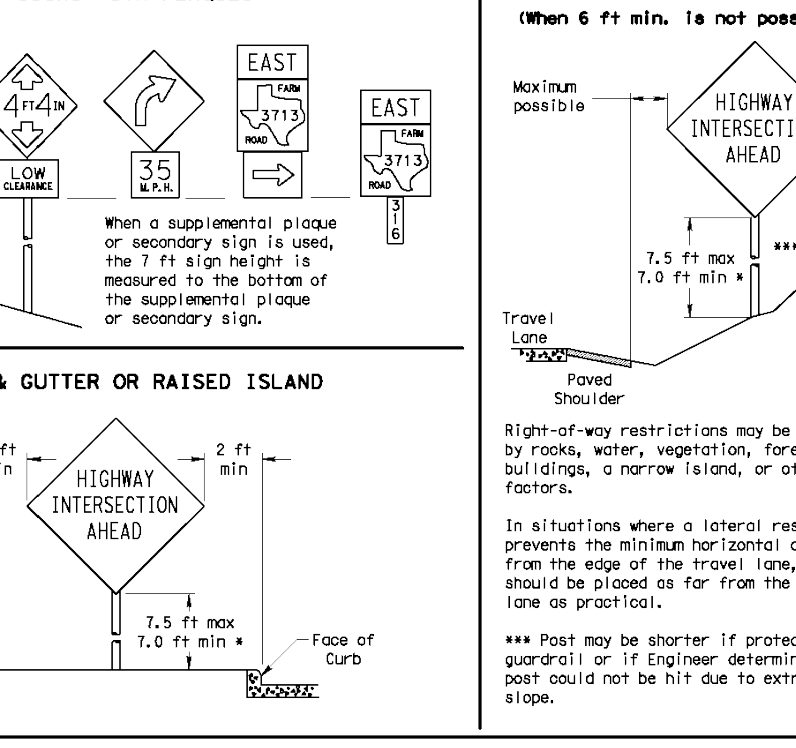 4 FT 4 IN
LOW
CLEARANCE
35
M.P.H.
EAST
FARM
3713
ROAD
EAST
FARM
3713
ROAD
3
1
6
When a supplemental plaque
or secondary sign is used,
the 7 ft sign height is
measured to the bottom of
the supplemental plaque
or secondary sign.
& GUTTER OR RAISED ISLAND
2 ft
min
HIGHWAY
INTERSECTION
AHEAD
7.5 ft max
7.0 ft min *
Face of
Curb
(When 6 ft min. is not poss
Maximum
possible
HIGHWAY
INTERSECTI
AHEAD
7.5 ft max
7.0 ft min *
***
Travel
Lane
Paved
Shoulder
Right-of-way restrictions may be
by rocks, water, vegetation, fore
buildings, a narrow island, or ot
factors.
In situations where a lateral res
prevents the minimum horizontal c
from the edge of the travel lane,
should be placed as far from the
lane as practical.
*** Post may be shorter if protec
guardrail or if Engineer determin
post could not be hit due to extr
slope.